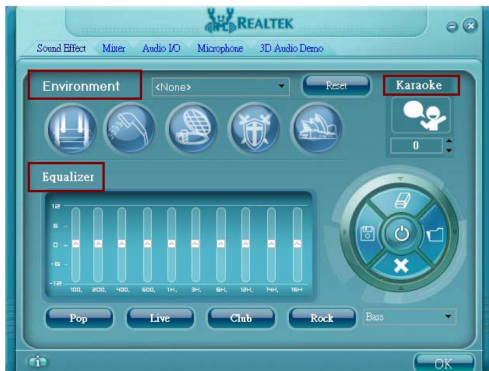 REALTEK
Sound Effect Mixer Audio I/O Microphone 3D Audio Demo
Environment <None> Reset Karaoke
0
Equalizer
12
6
0
-6
-12
100, 200, 400, 600, 1K, 3K, 6K, 12K, 14K, 16K
Pop Live Club Rock Bass
OK